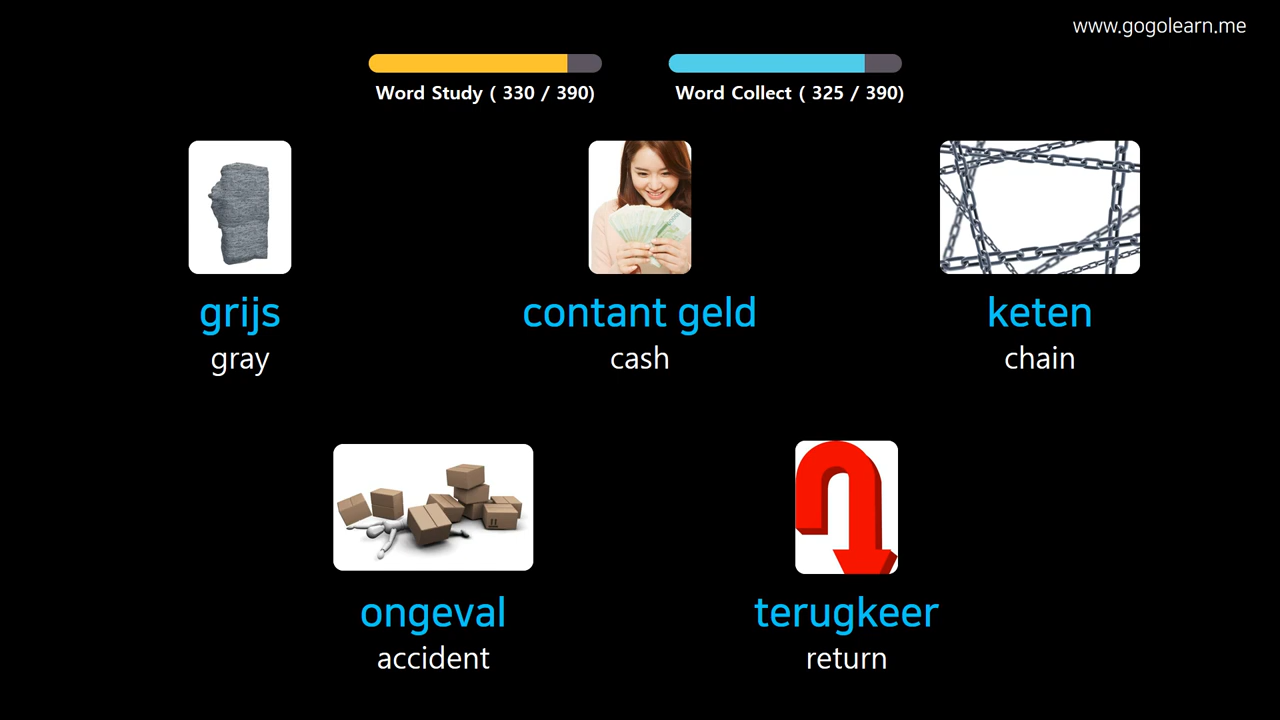 www.gogolearn.me
Word Study ( 330 / 390)
Word Collect ( 325 / 390)
grijs
gray
contant geld
cash
keten
chain
ongeval
accident
terugkeer
return